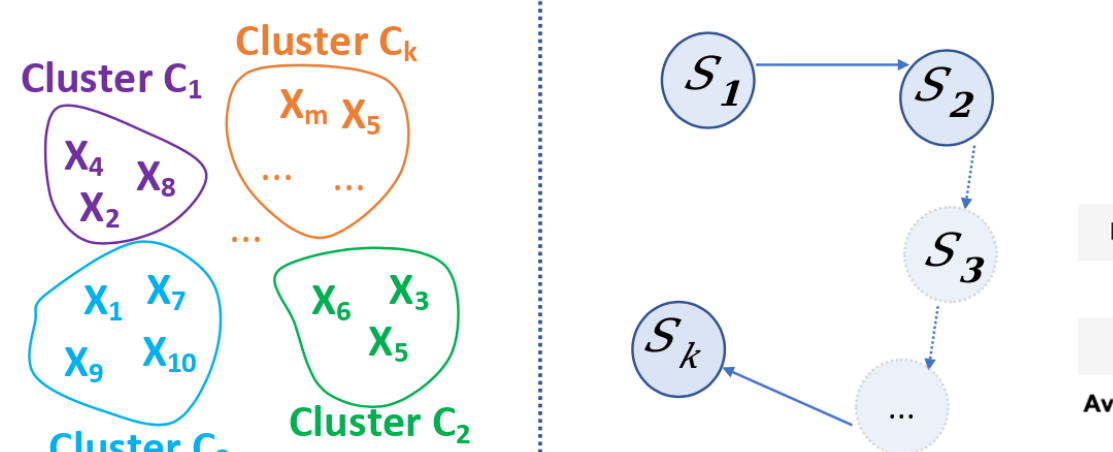 Cluster Cₖ
Cluster C₁
Xₘ X₅
X₄ X₈
X₂
... ...
...
X₁ X₇
X₉ X₁₀
X₆ X₃
X₅
Cluster C₂
Cluster
S₁
S₂
S₃
Sₖ
...